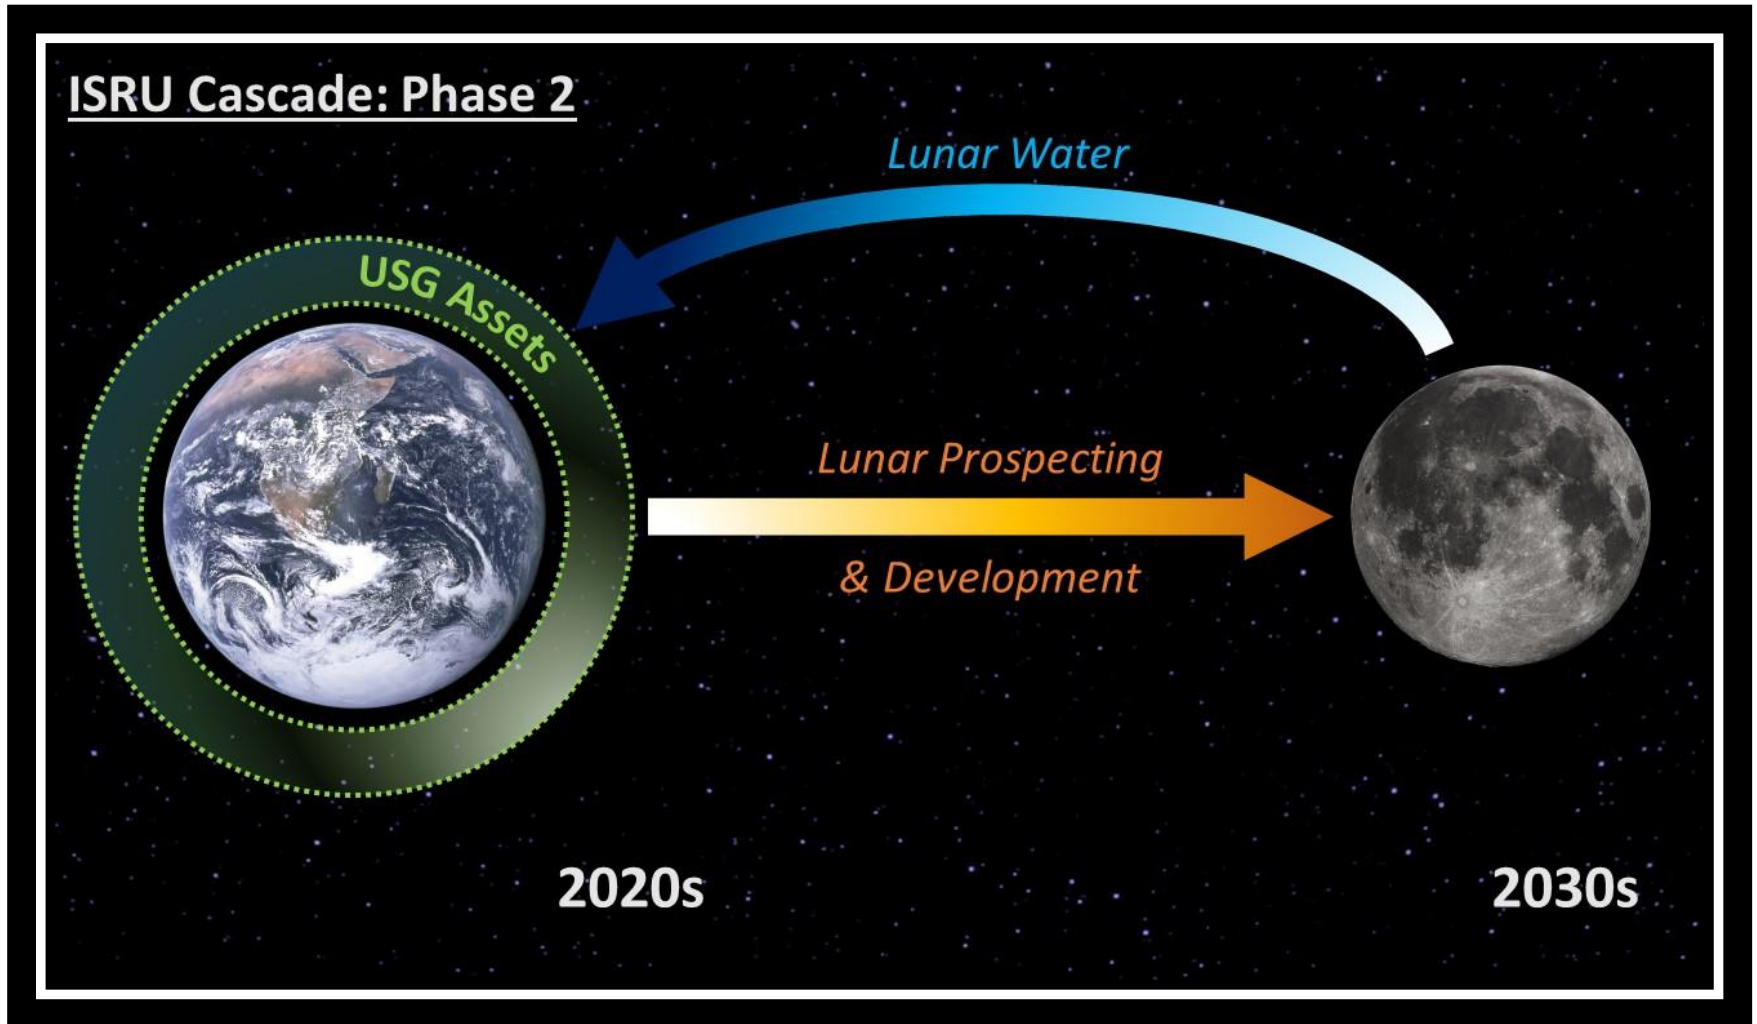 ISRU Cascade: Phase 2
Lunar Water
USG Assets
Lunar Prospecting
& Development
2020s
2030s